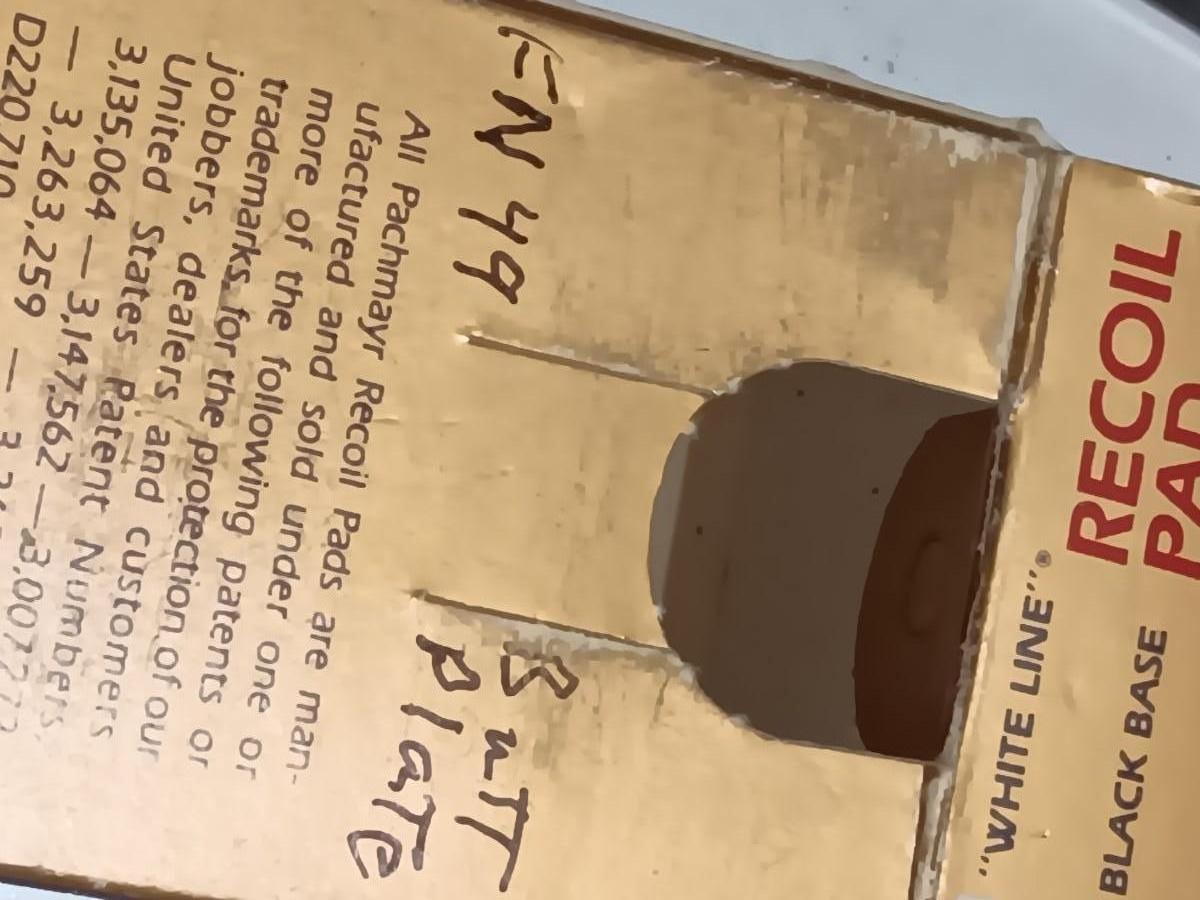 FN 49
BuTT
PlaTe
All Pachmayr Recoil Pads are man-
ufactured and sold under one or
more of the following patents or
trademarks, for the protection of our
jobbers, dealers and customers
United States Patent Numbers
3,135,064 — 3,147,562 —
— 3,263,259 —
D220,710
RECOIL
PAD
"WHITE LINE"®
BLACK BASE